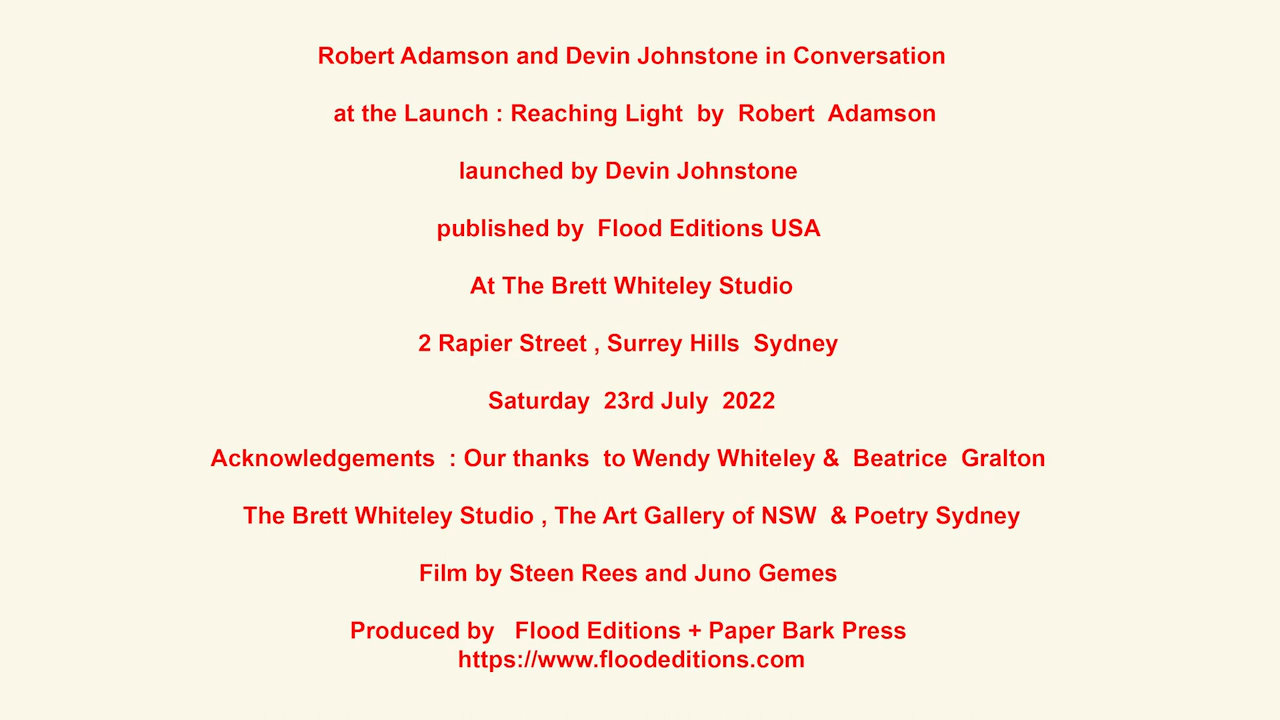 Robert Adamson and Devin Johnstone in Conversation
at the Launch : Reaching Light by Robert Adamson
launched by Devin Johnstone
published by Flood Editions USA
At The Brett Whiteley Studio
2 Rapier Street , Surrey Hills Sydney
Saturday 23rd July 2022
Acknowledgements : Our thanks to Wendy Whiteley & Beatrice Gralton
The Brett Whiteley Studio , The Art Gallery of NSW & Poetry Sydney
Film by Steen Rees and Juno Gemes
Produced by Flood Editions + Paper Bark Press
https://www.floodeditions.com